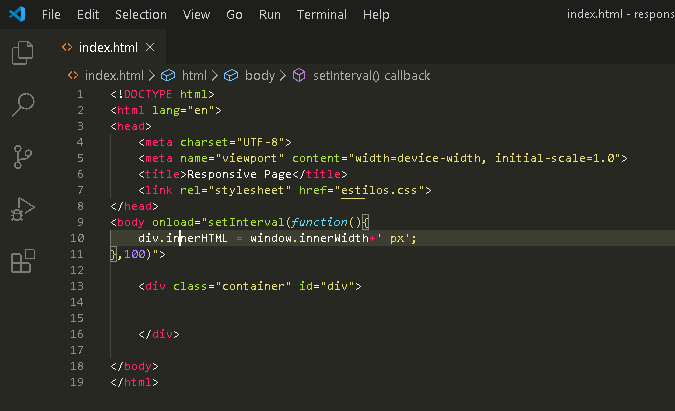 File Edit Selection View Go Run Terminal Help index.html - respons
index.html
index.html > html > body > setInterval() callback
1 <!DOCTYPE html>
2 <html lang="en">
3 <head>
4 <meta charset="UTF-8">
5 <meta name="viewport" content="width=device-width, initial-scale=1.0">
6 <title>Responsive Page</title>
7 <link rel="stylesheet" href="estilos.css">
8 </head>
9 <body onload="setInterval(function(){
10 div.innerHTML = window.innerWidth+' px';
11 },100)">
12
13 <div class="container" id="div">
14
15
16 </div>
17
18 </body>
19 </html>